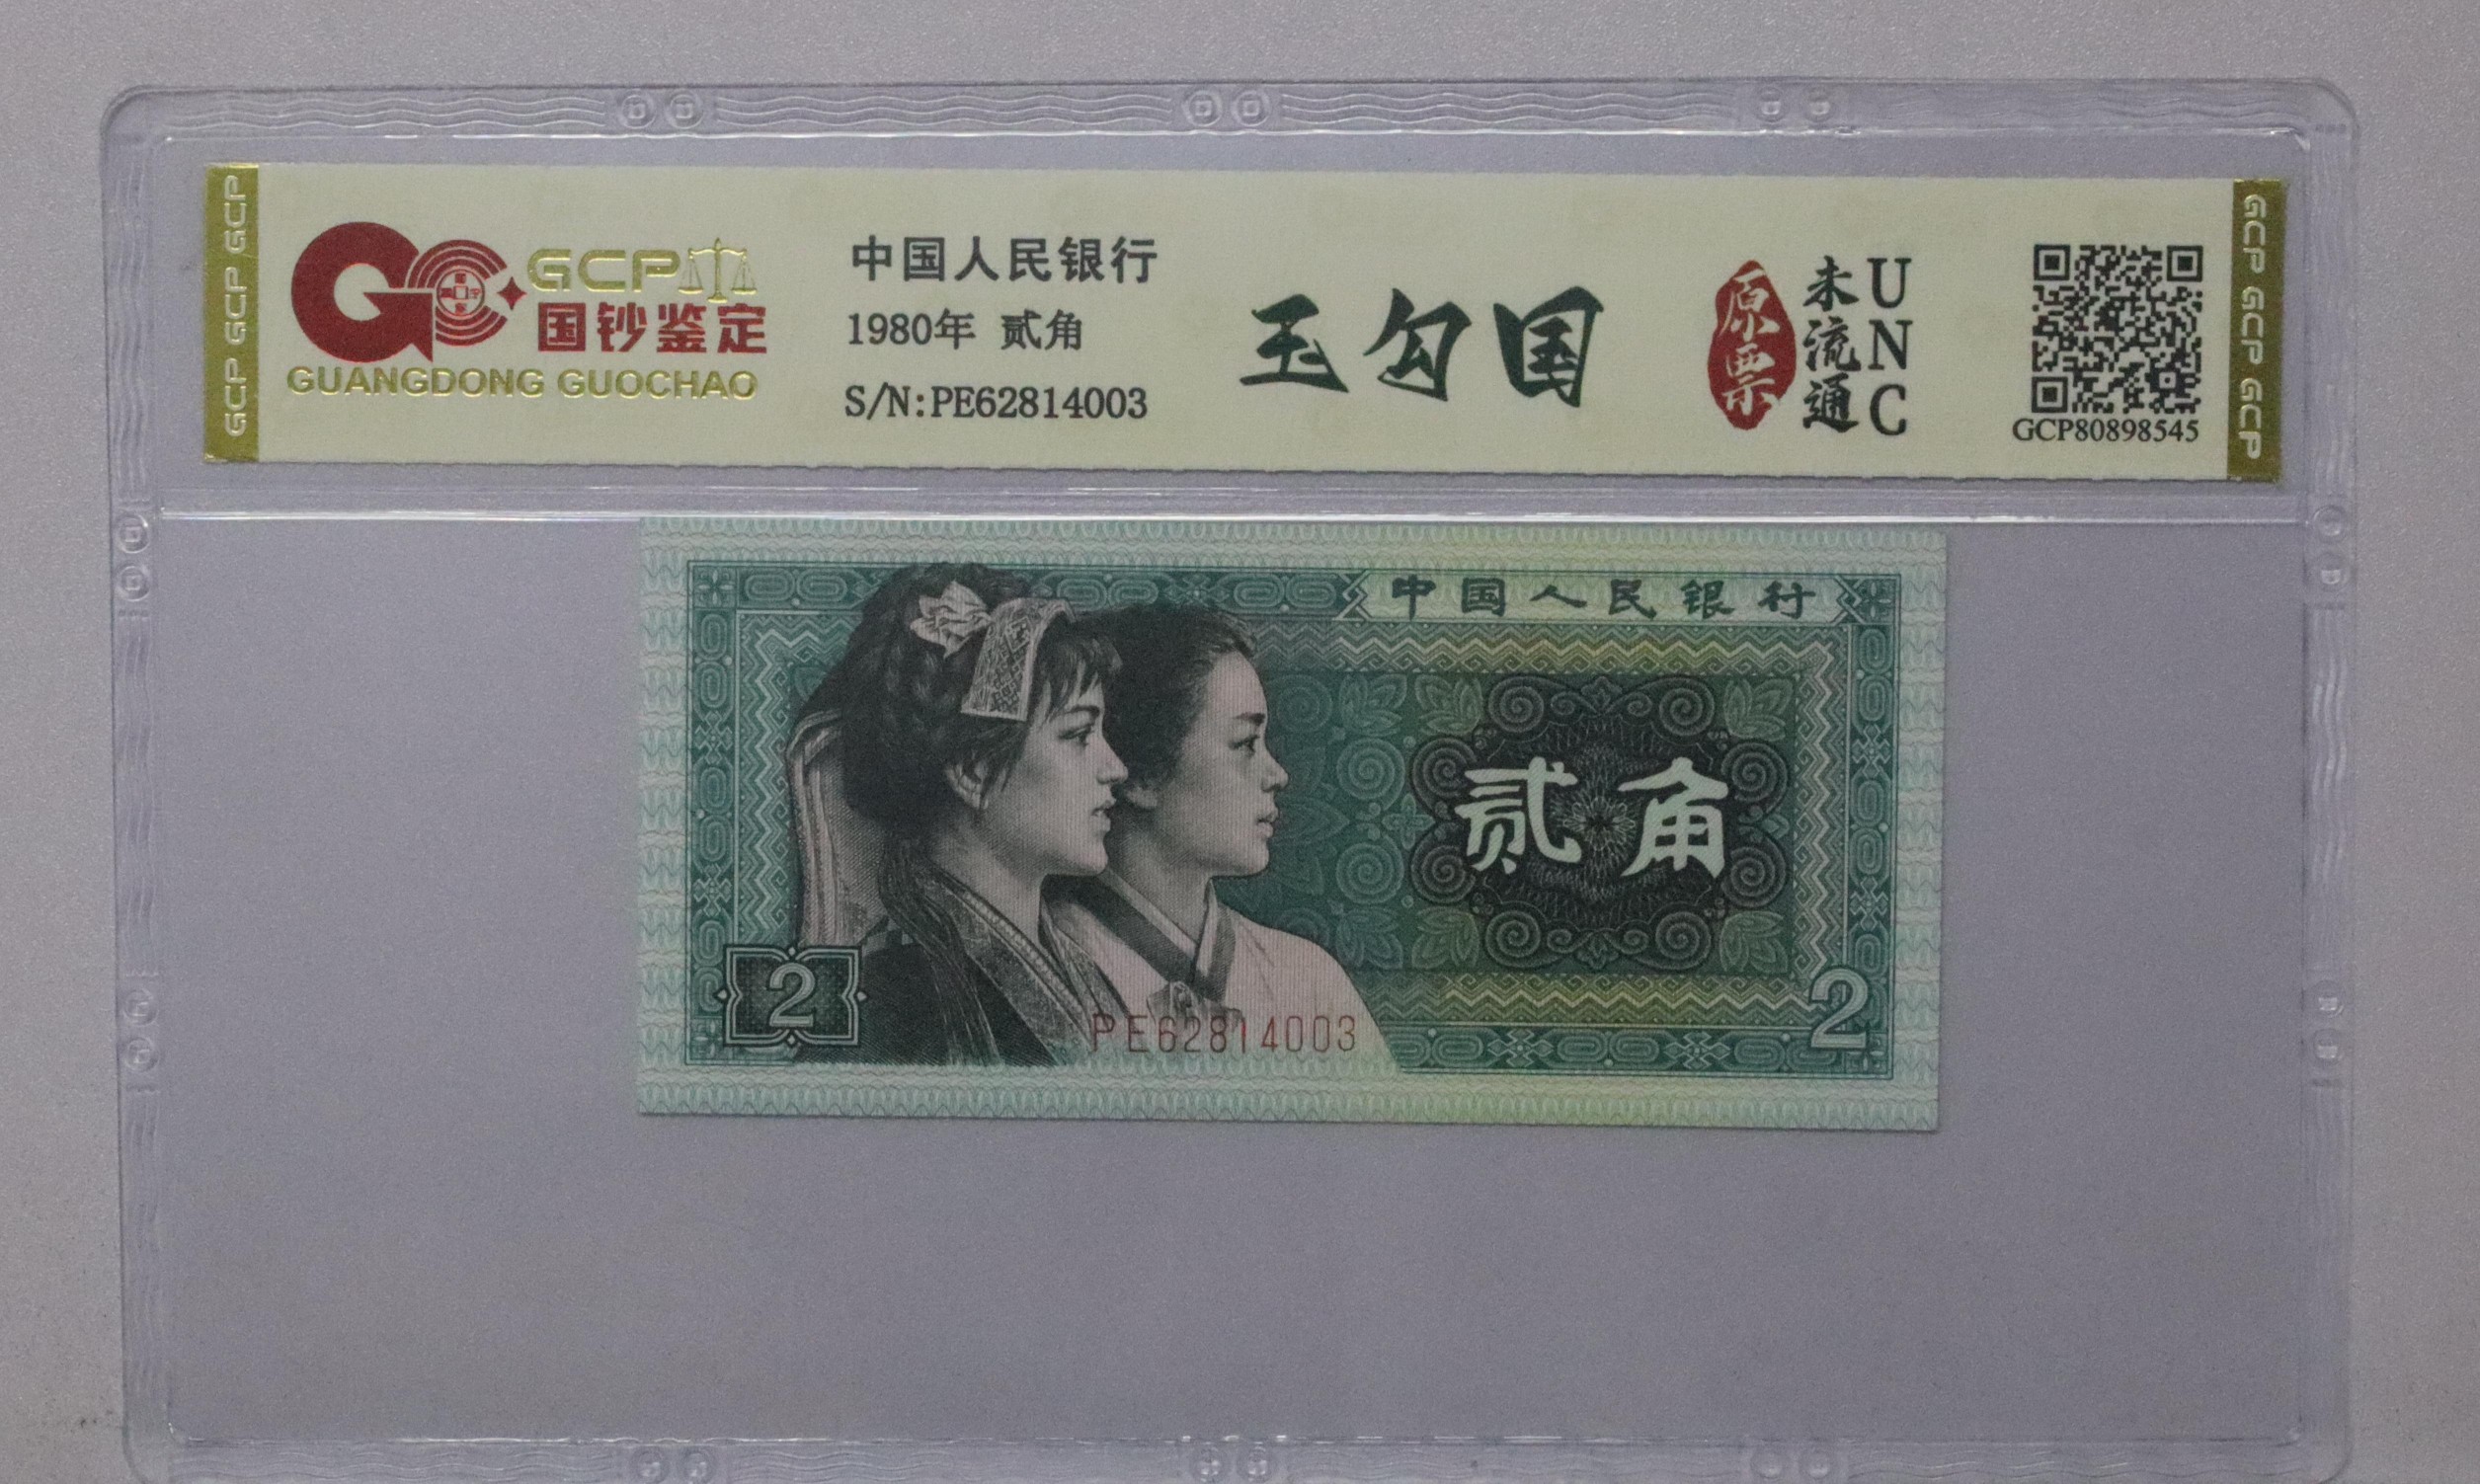 GCP GCP GCP
GCP
国钞鉴定
GUANGDONG GUOCHAO
中国人民银行
1980年 贰角
S/N:PE62814003
玉勾国
原票
未流通
UNC
GCP80898545
GCP GCP GCP
中国人民银行
贰角
2
PE62814003
2